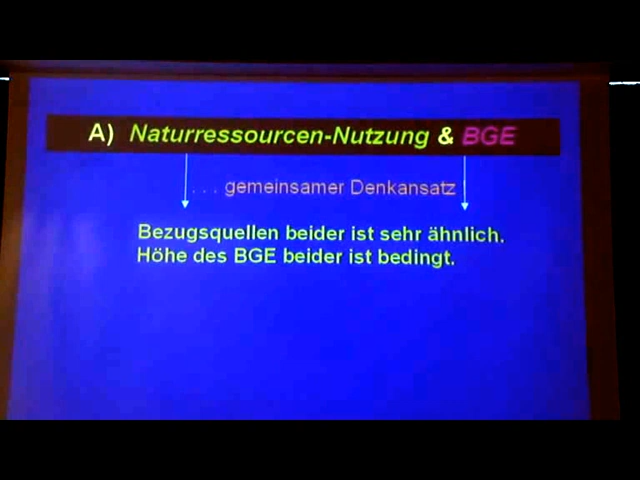 A) Naturressourcen-Nutzung & BGE
. . . gemeinsamer Denkansatz
Bezugsquellen beider ist sehr ähnlich.
Höhe des BGE beider ist bedingt.